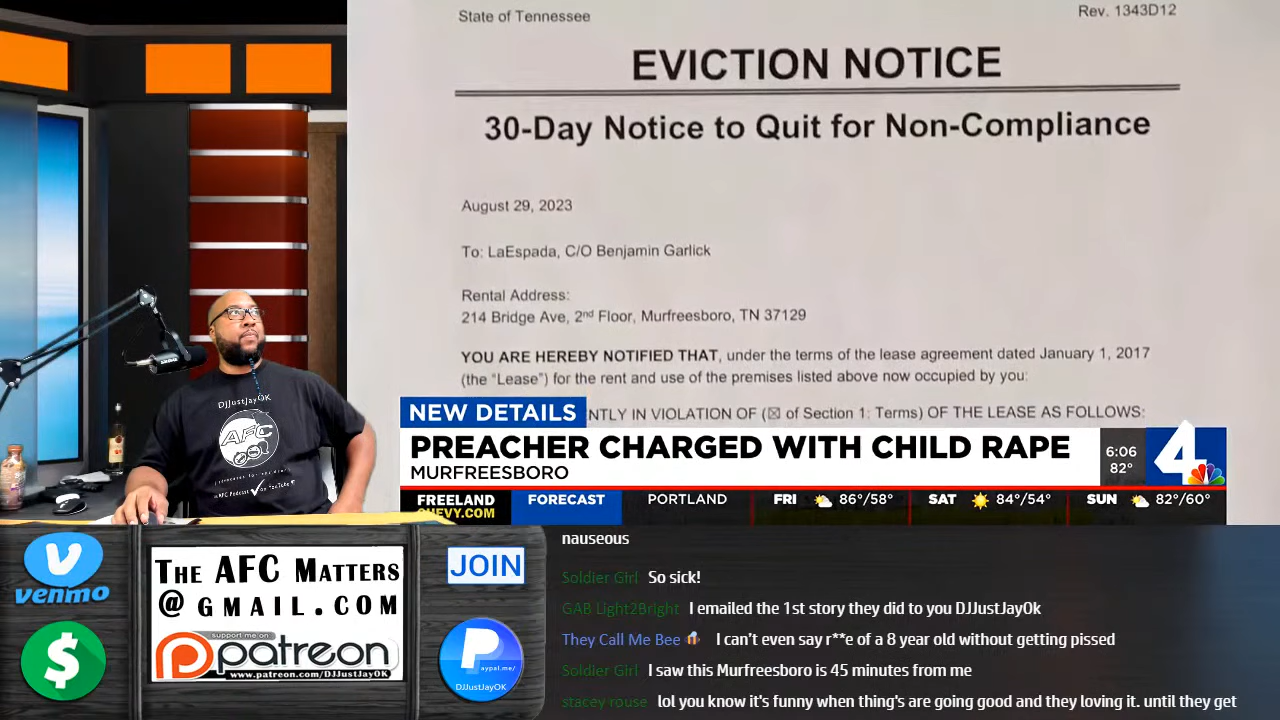 State of Tennessee
Rev. 1343D12
EVICTION NOTICE
30-Day Notice to Quit for Non-Compliance
August 29, 2023
To: LaEspada, C/O Benjamin Garlick
Rental Address:
214 Bridge Ave, 2nd Floor, Murfreesboro, TN 37129
YOU ARE HEREBY NOTIFIED THAT, under the terms of the lease agreement dated January 1, 2017
(the "Lease") for the rent and use of the premises listed above now occupied by you:
NTLY IN VIOLATION OF (☒ of Section 1: Terms) OF THE LEASE AS FOLLOWS:
NEW DETAILS
PREACHER CHARGED WITH CHILD RAPE
MURFREESBORO
6:06
82°
4
FREELAND
CHEVY.COM
FORECAST
PORTLAND
FRI 86°/58°
SAT 84°/54°
SUN 82°/60°
DJJustJayOK
AFC
AFC Podcast ✓ on YouTube
venmo
$
THE AFC MATTERS
@GMAIL.COM
support me on
patreon
www.patreon.com/DJJustJayOK
JOIN
Paypal.me/
DJJustJayOK
nauseous
Soldier Girl So sick!
GAB Light2Bright I emailed the 1st story they did to you DJJustJayOk
They Call Me Bee I can't even say r**e of a 8 year old without getting pissed
Soldier Girl I saw this Murfreesboro is 45 minutes from me
stacey rouse lol you know it's funny when thing's are going good and they loving it. until they get